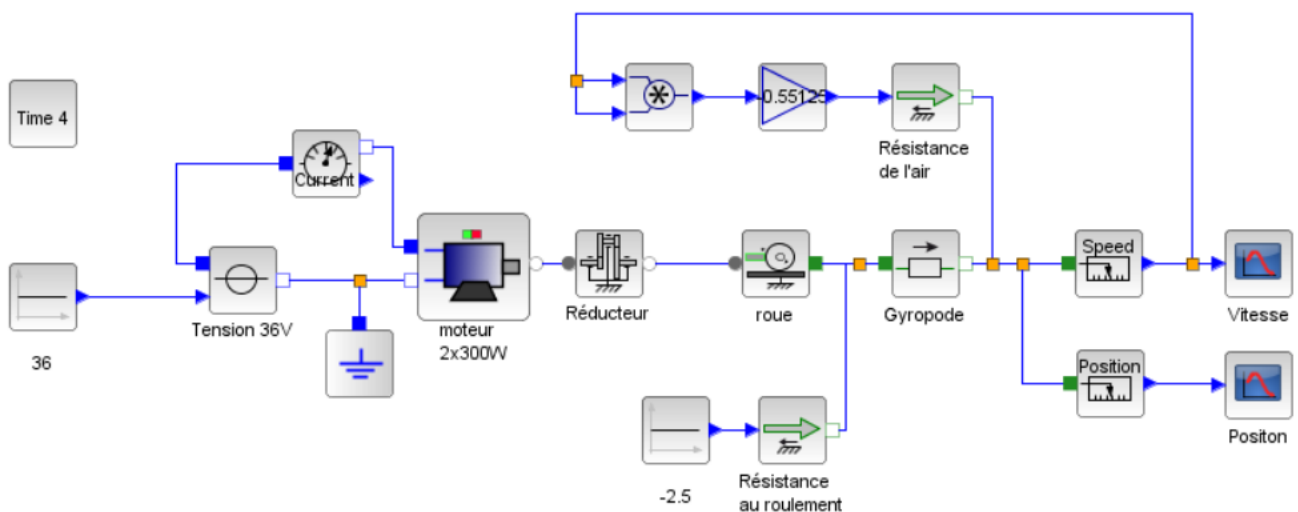 Time 4
Current
36
Tension 36V
moteur
2x300W
Réducteur
roue
-2.5
Résistance
au roulement
0.55125
Résistance
de l'air
Gyropode
Speed
Vitesse
Position
Positon